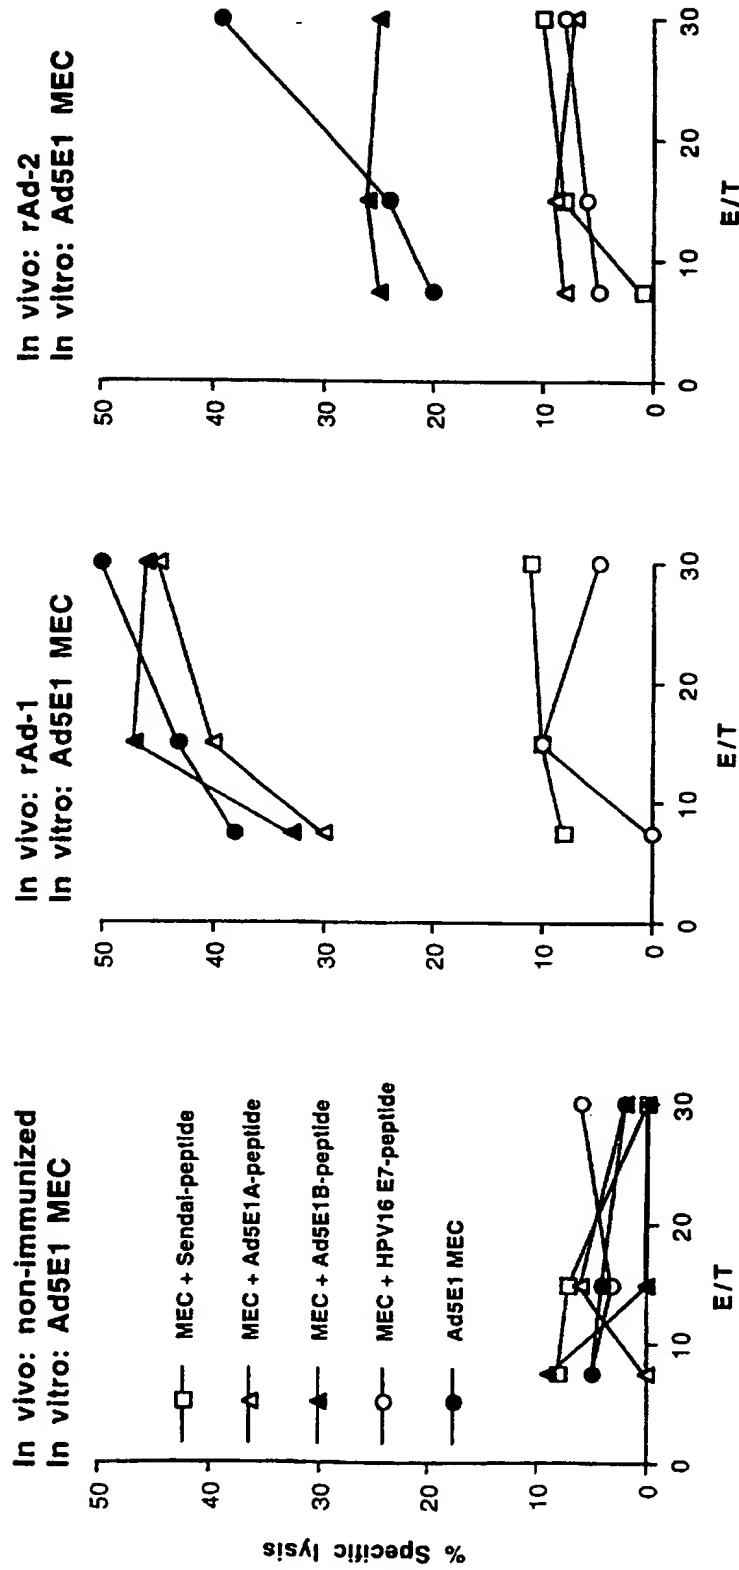 In vivo: non-immunized
In vitro: Ad5E1 MEC
% Specific lysis
50
40
30
20
10
0
MEC + Sendai-peptide
MEC + Ad5E1A-peptide
MEC + Ad5E1B-peptide
MEC + HPV16 E7-peptide
Ad5E1 MEC
0
10
20
30
E/T
In vivo: rAd-1
In vitro: Ad5E1 MEC
50
40
30
20
10
0
0
10
20
30
E/T
In vivo: rAd-2
In vitro: Ad5E1 MEC
50
40
30
20
10
0
0
10
20
30
E/T